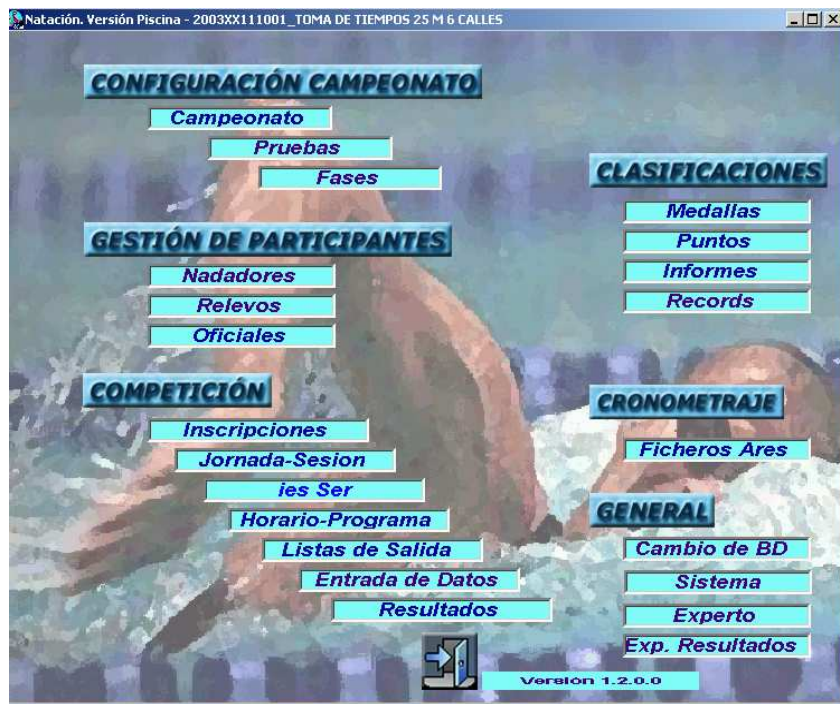 Natación. Versión Piscina - 2003XX111001_TOMA DE TIEMPOS 25 M 6 CALLES
CONFIGURACIÓN CAMPEONATO
Campeonato
Pruebas
Fases
GESTIÓN DE PARTICIPANTES
Nadadores
Relevos
Oficiales
COMPETICIÓN
Inscripciones
Jornada-Sesion
ies Ser
Horario-Programa
Listas de Salida
Entrada de Datos
Resultados
CLASIFICACIONES
Medallas
Puntos
Informes
Records
CRONOMETRAJE
Ficheros Ares
GENERAL
Cambio de BD
Sistema
Experto
Exp. Resultados
Versión 1.2.0.0